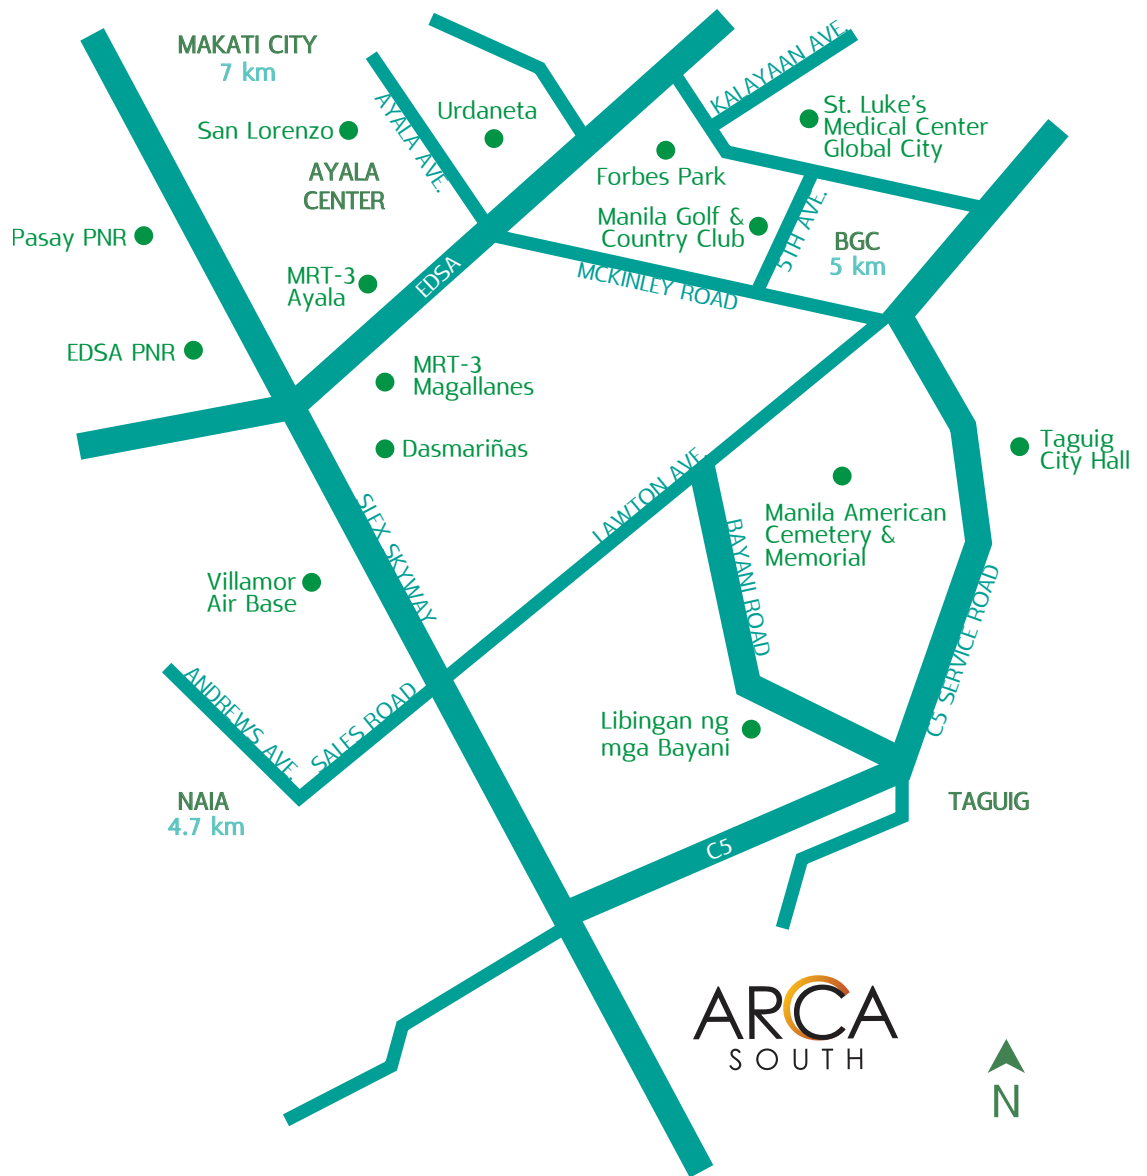 MAKATI CITY
7 km
KALAYAAN AVE.
AYALA AVE.
Urdaneta
St. Luke's
Medical Center
Global City
San Lorenzo
AYALA
CENTER
Forbes Park
Manila Golf &
Country Club
5TH AVE.
BGC
5 km
Pasay PNR
MRT-3
Ayala
EDSA
MCKINLEY ROAD
EDSA PNR
MRT-3
Magallanes
Dasmariñas
Taguig
City Hall
LAWTON AVE.
SLEX SKYWAY
Manila American
Cemetery &
Memorial
BAYANI ROAD
Villamor
Air Base
C5 SERVICE ROAD
ANDREWS AVE.
SALES ROAD
Libingan ng
mga Bayani
NAIA
4.7 km
TAGUIG
C5
ARCA
SOUTH
N